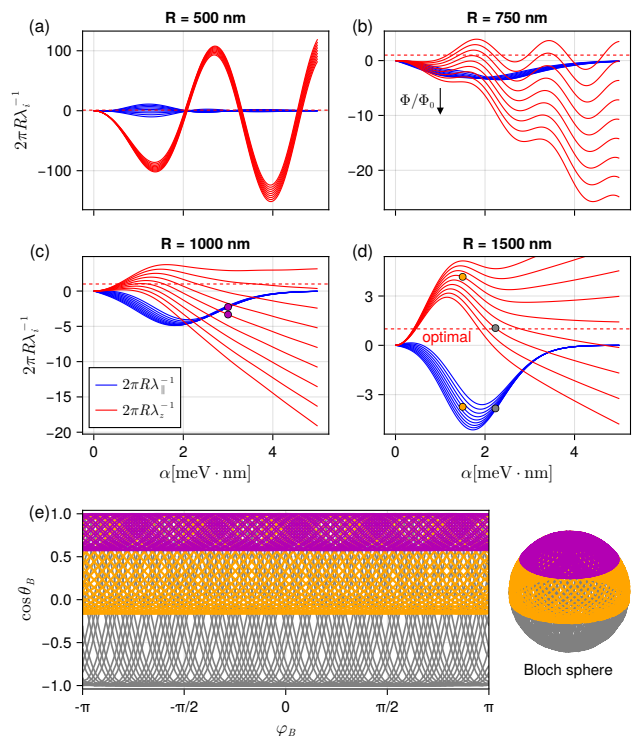 (a)
R = 500 nm
2πRλᵢ⁻¹
100
0
−100
(b)
R = 750 nm
0
−10
−20
Φ/Φ₀
(c)
R = 1000 nm
2πRλᵢ⁻¹
0
−5
−10
−15
−20
2πRλ∥⁻¹
2πRλ_z⁻¹
0 2 4
α[meV · nm]
(d)
R = 1500 nm
3
0
−3
optimal
0 2 4
α[meV · nm]
(e)
cos θ_B
1.0
0.5
0.0
−0.5
−1.0
-π -π/2 0 π/2 π
φ_B
Bloch sphere